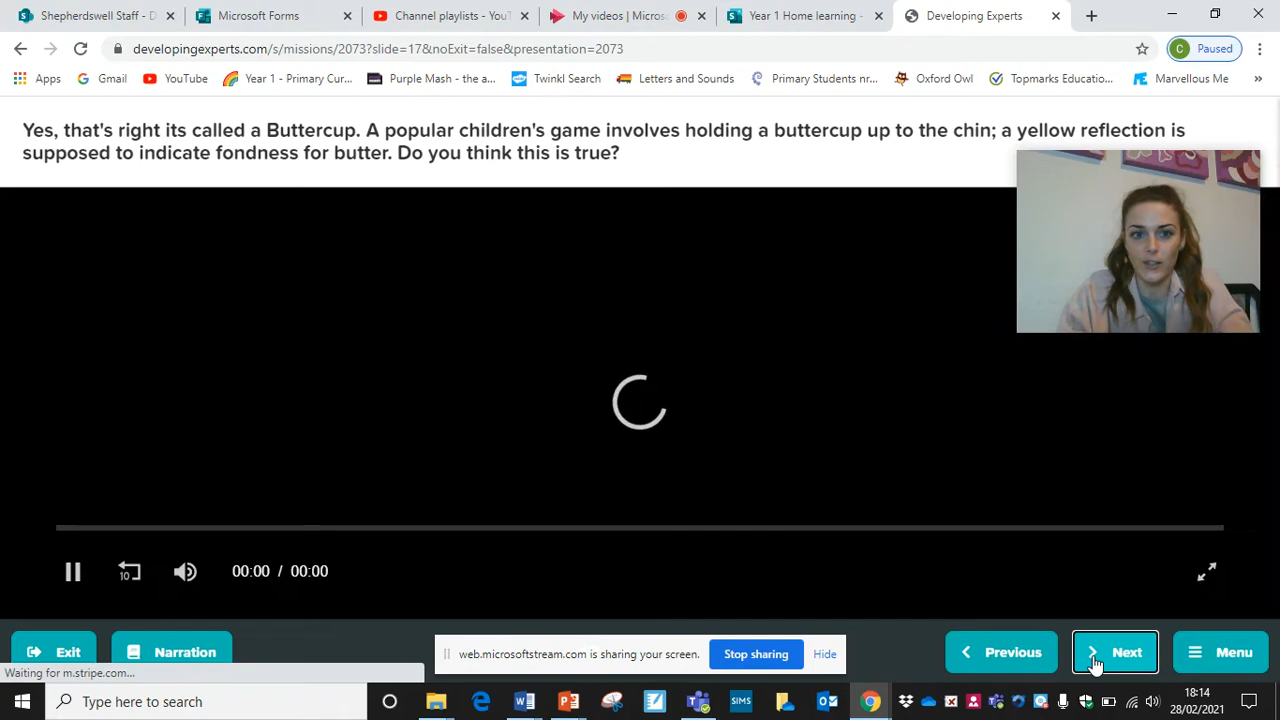 Shepherdswell Staff - D
Microsoft Forms
Channel playlists - YouT
My videos | Micros
Year 1 Home learning -
Developing Experts
developingexperts.com/s/missions/2073?slide=17&noExit=false&presentation=2073
C Paused
Apps
Gmail
YouTube
Year 1 - Primary Cur...
Purple Mash - the a...
Twinkl Search
Letters and Sounds
Primary Students nr...
Oxford Owl
Topmarks Educatio...
Marvellous Me
»
Yes, that's right its called a Buttercup. A popular children's game involves holding a buttercup up to the chin; a yellow reflection is
supposed to indicate fondness for butter. Do you think this is true?
10
00:00 / 00:00
Exit
Narration
web.microsoftstream.com is sharing your screen.
Stop sharing
Hide
Previous
Next
Menu
Waiting for m.stripe.com...
Type here to search
SIMS
18:14
28/02/2021